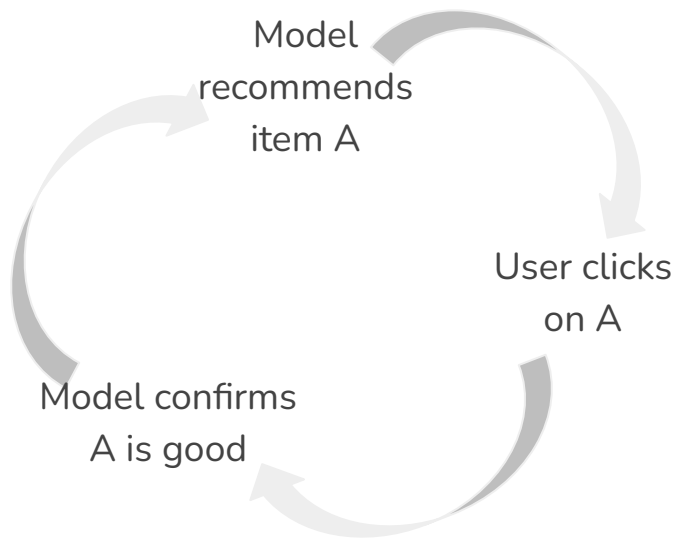 Model
recommends
item A
User clicks
on A
Model confirms
A is good